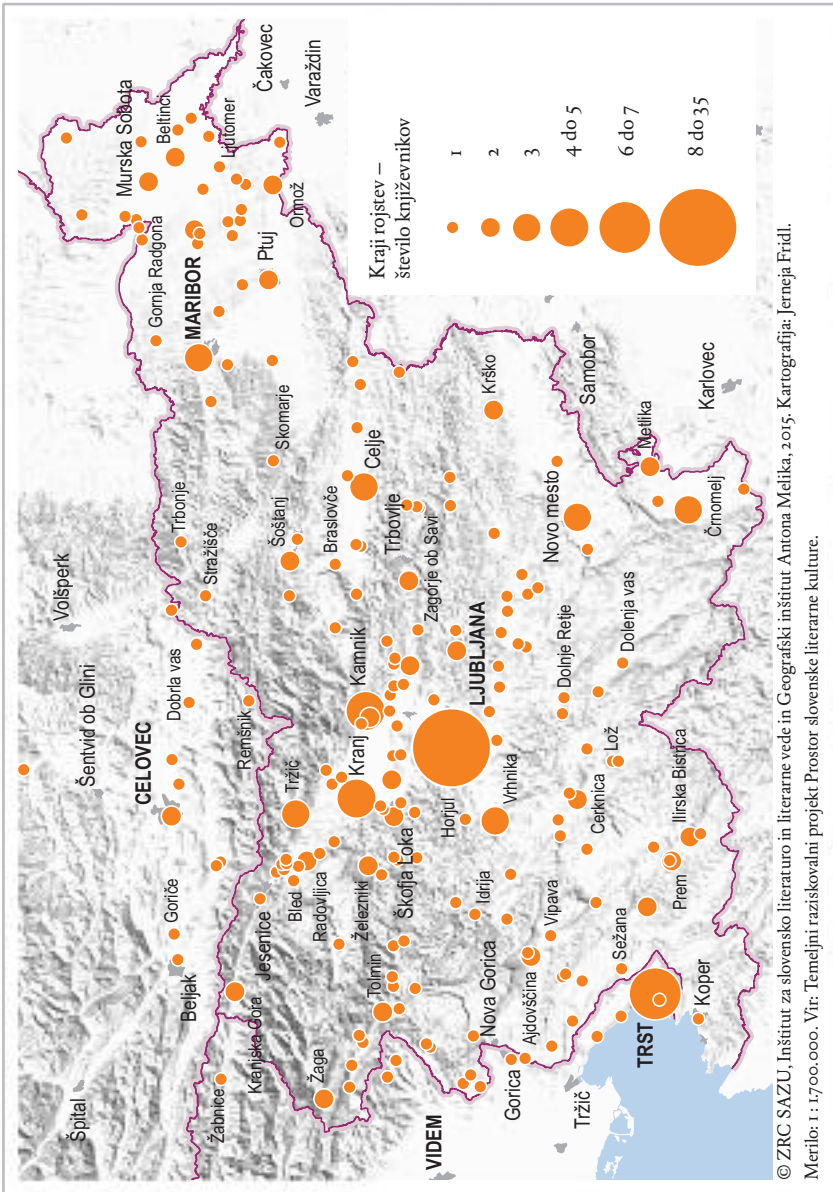 Špital
Šentvid ob Glini
Volšperk
CELOVEC
Beljak
Goriče
Dobrla vas
Žabnice
Kranjska Gora
Jesenice
Remšnik
Stražišče
Trbonje
Gornja Radgona
Murska Sobota
Beltinci
Ljutomer
Čakovec
Varaždin
MARIBOR
Ptuj
Ormož
Skomarje
Šoštanj
Braslovče
Celje
Žaga
Bled
Radovljica
Tržič
Železniki
Kranj
Kamnik
Škofja Loka
Tolmin
Trbovlje
Zagorje ob Savi
VIDEM
Nova Gorica
Gorica
Idrija
Horjul
Vrhnika
LJUBLJANA
Krško
Ajdovščina
Vipava
Tržič
Cerknica
Lož
Dolnje Retje
Dolenja vas
Novo mesto
Samobor
Metlika
Črnomelj
Karlovec
Sežana
Prem
Ilirska Bistrica
TRST
Koper
Kraji rojstev –
število književnikov
1
2
3
4 do 5
6 do 7
8 do 35
© ZRC SAZU, Inštitut za slovensko literaturo in literarne vede in Geografski inštitut Antona Melika, 2015, Kartografija: Jerneja Fridl.
Merilo: 1 : 1,700.000. Vir: Temeljni raziskovalni projekt Prostor slovenske literarne kulture.